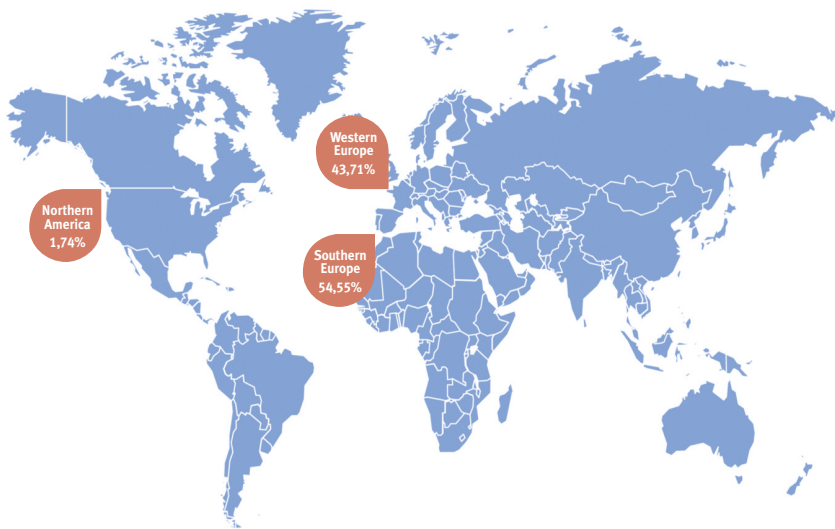 Western
Europe
43,71%
Northern
America
1,74%
Southern
Europe
54,55%